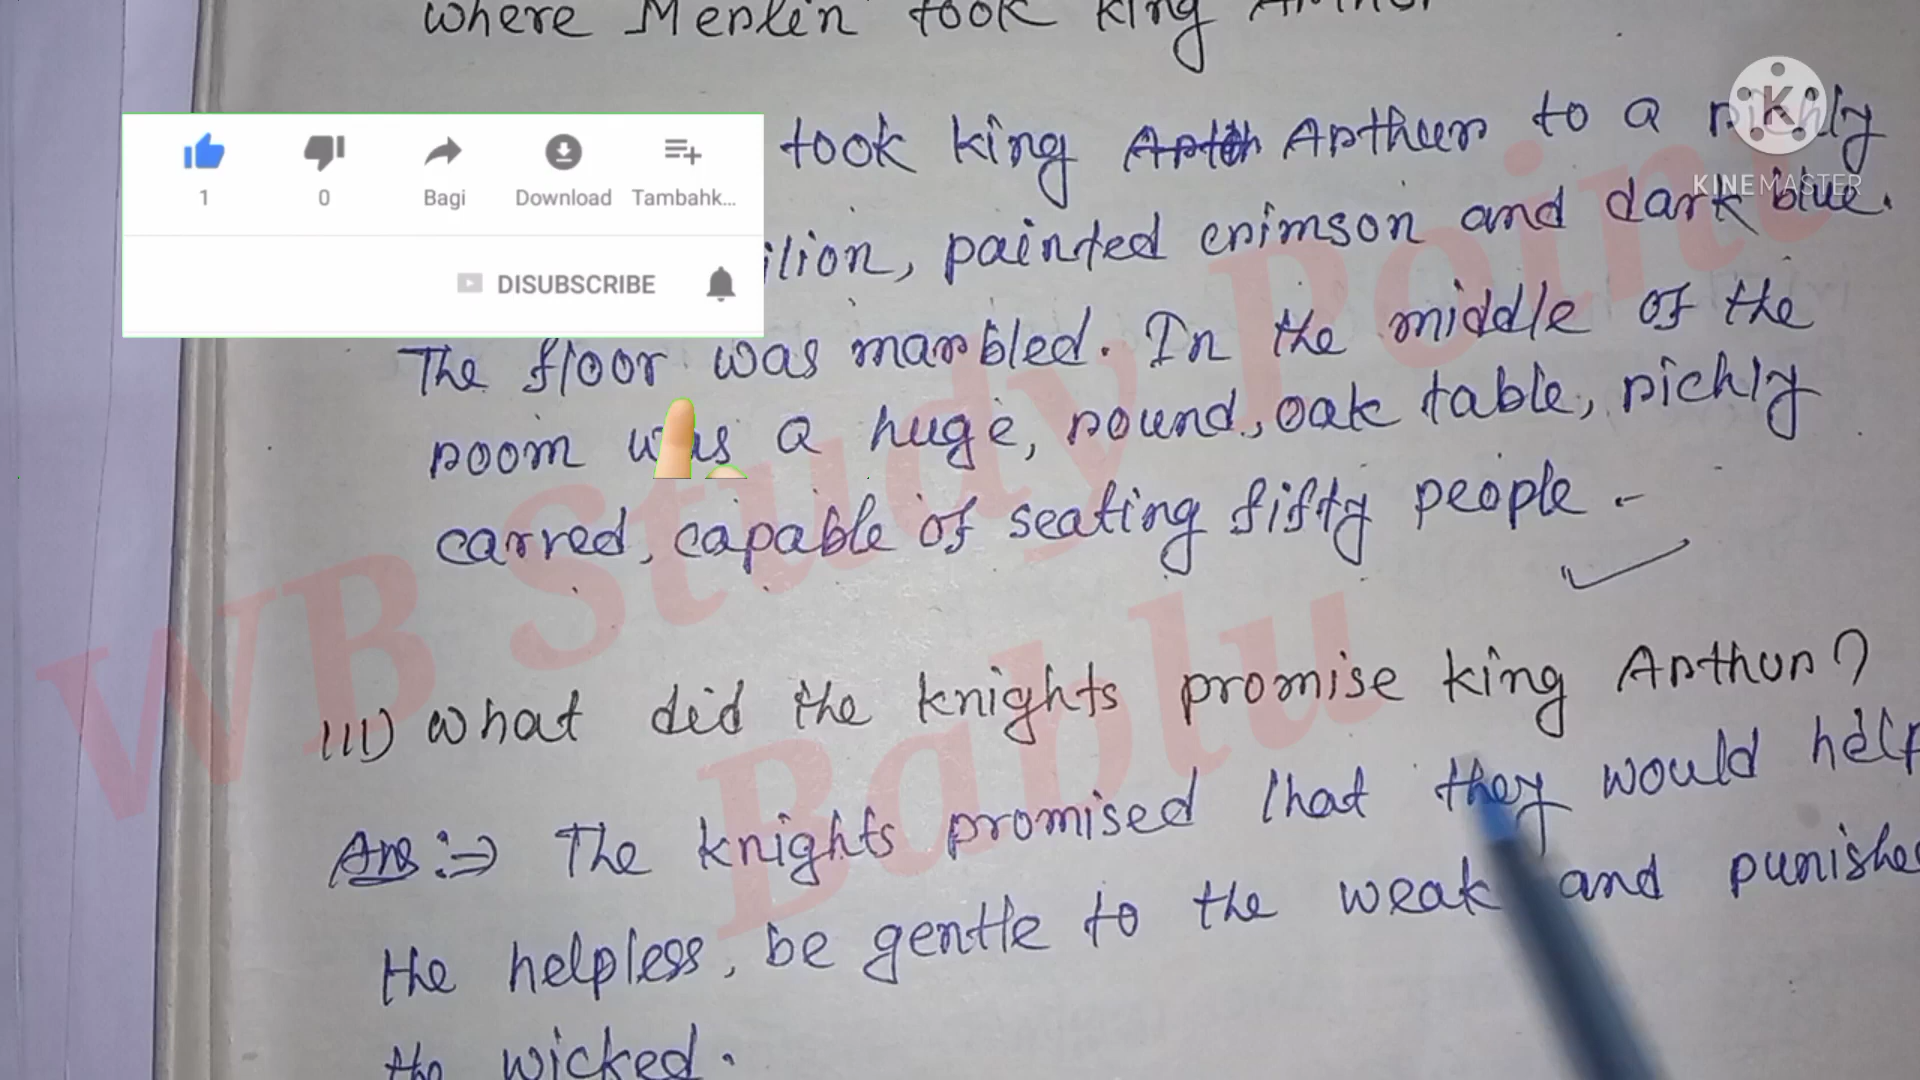 where Merlin took king
took king Arthur to a richly
ilion, painted crimson and dark blue.
The floor was marbled. In the middle of the
room was a huge, round, oak table, richly
carved, capable of seating fifty people.
III) What did the knights promise king Arthur?
Ans :⇒ The knights promised that they would help
the helpless, be gentle to the weak and punishe
the wicked.
1 0 Bagi Download Tambahk...
DISUBSCRIBE
K
KINEMASTER
WB Study Point
Bablu